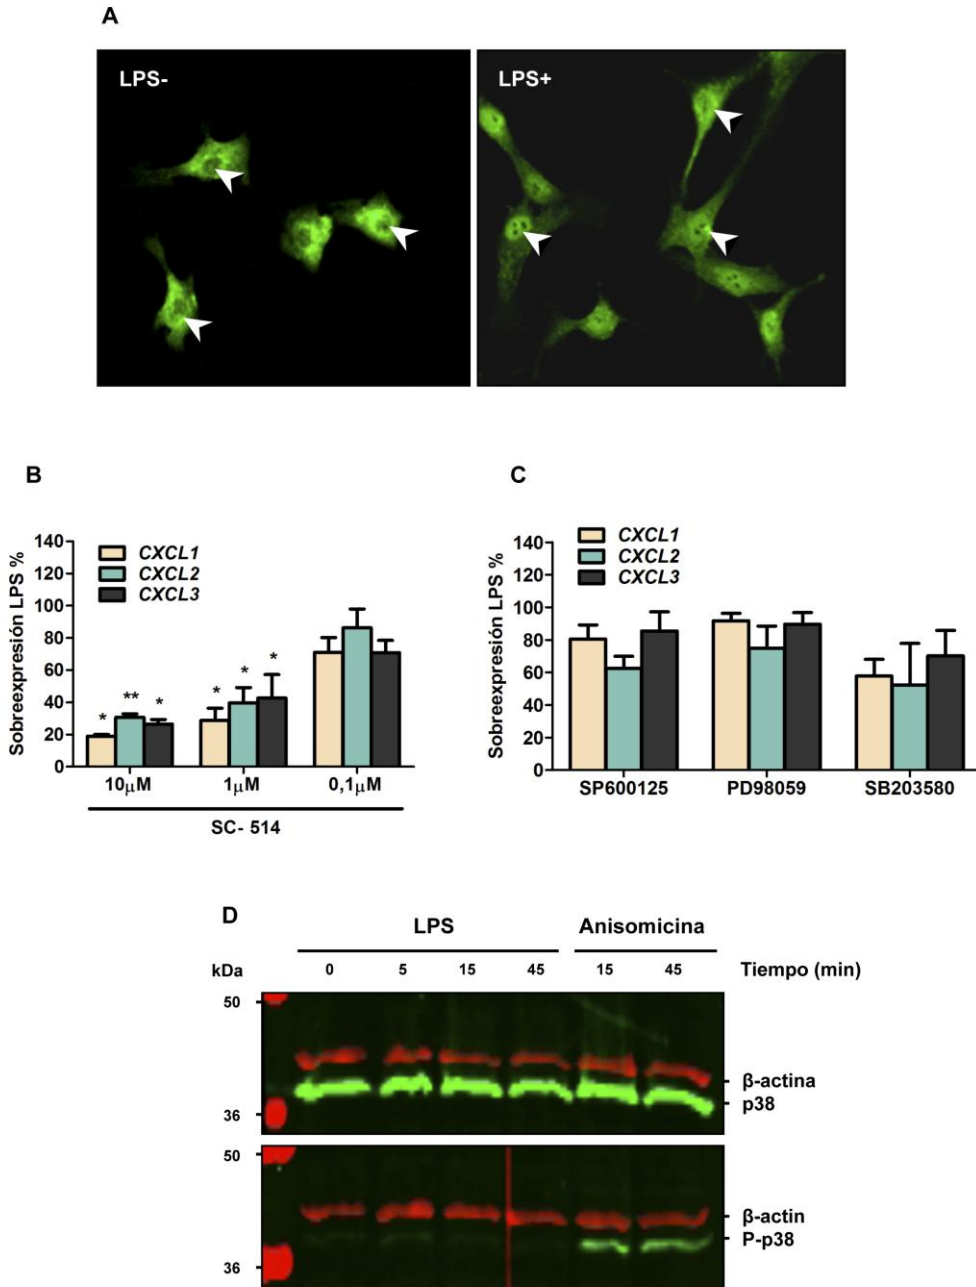 A
LPS-
LPS+
B
Sobreexpresión LPS %
140
120
100
80
60
40
20
0
CXCL1
CXCL2
CXCL3
*
**
*
*
*
*
10µM
1µM
0,1µM
SC- 514
C
Sobreexpresión LPS %
140
120
100
80
60
40
20
0
CXCL1
CXCL2
CXCL3
SP600125
PD98059
SB203580
D
LPS
Anisomicina
kDa
0 5 15 45 15 45 Tiempo (min)
50
β-actina
p38
36
50
β-actin
P-p38
36